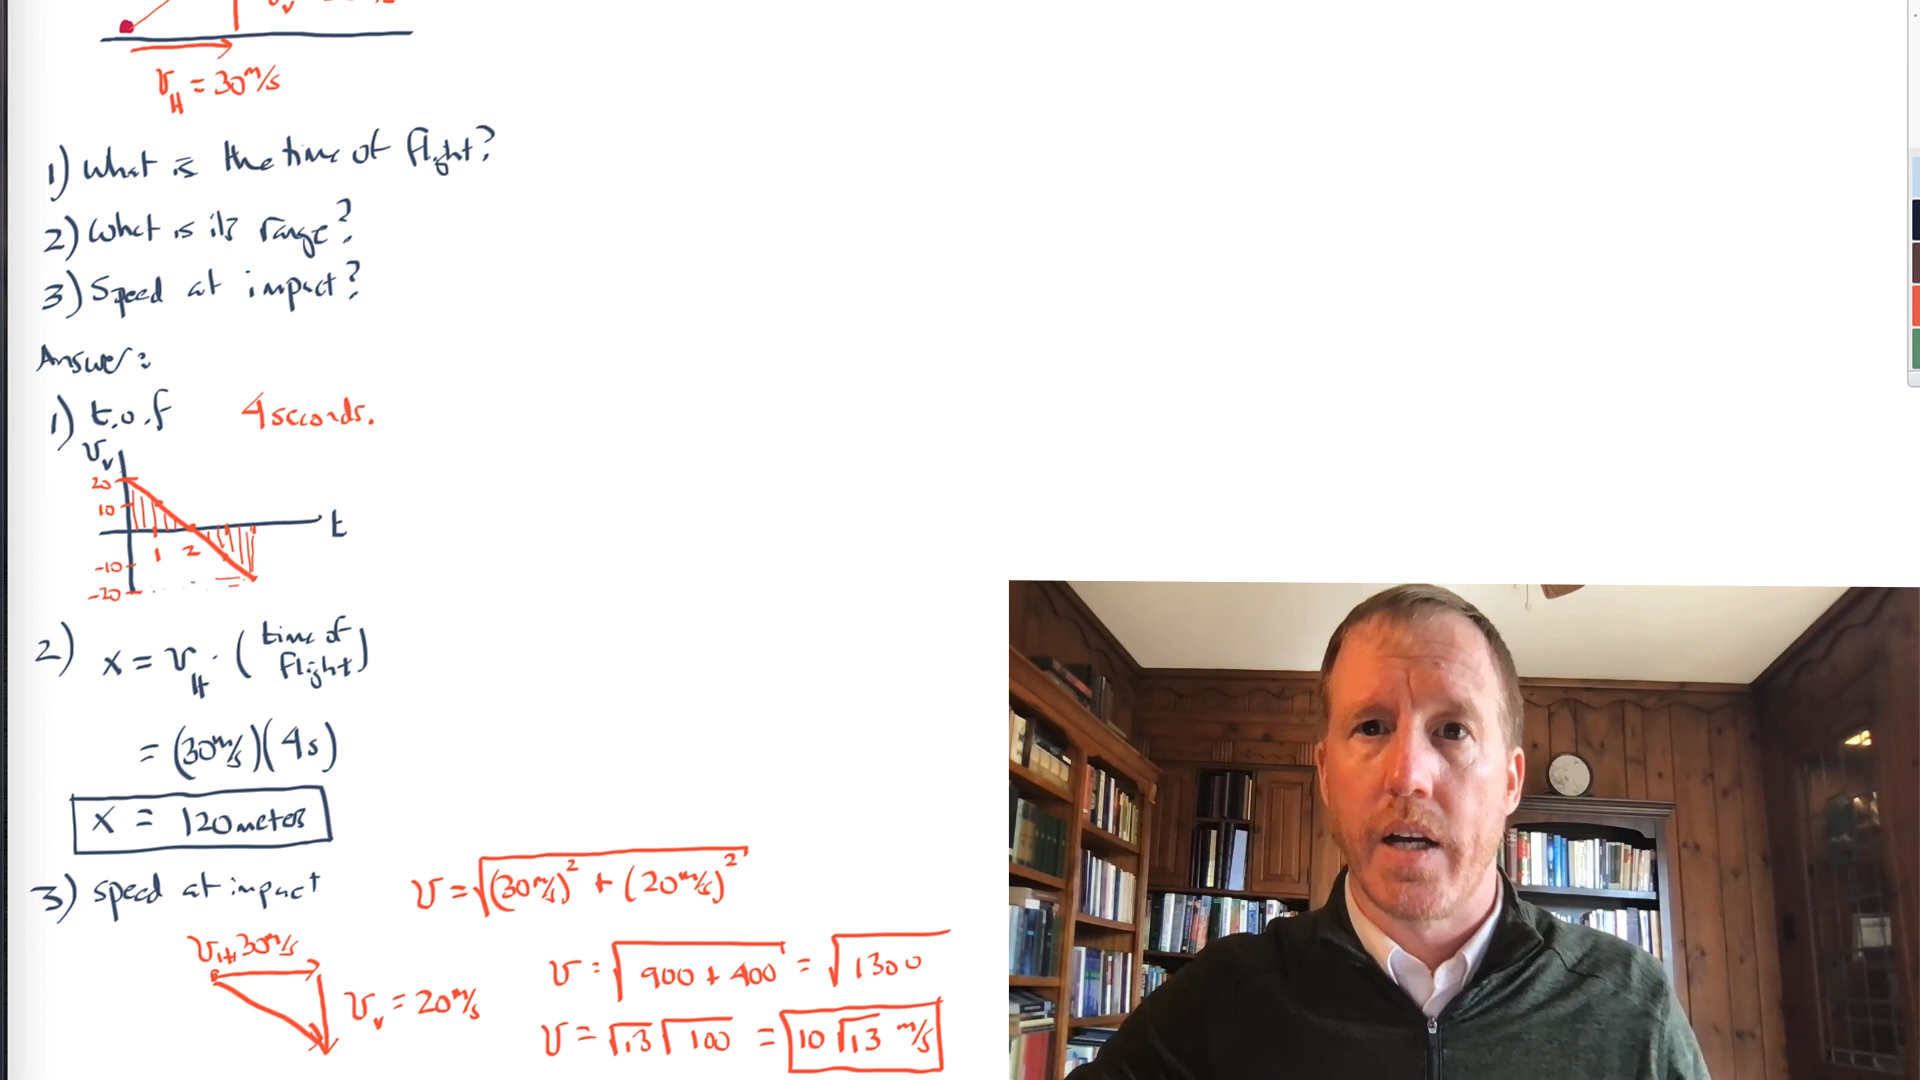 v_H = 30 m/s
1) What is the time of flight?
2) What is its range?
3) Speed at impact?
Answer:
1) t.o.f 4 seconds.
v_v
20
10
t
1 2
-10
-20
2) x = v_H · (time of flight)
= (30 m/s)(4s)
x = 120 meters
3) speed at impact
v = √(30 m/s)² + (20 m/s)²
v_H, 30 m/s
v_v = 20 m/s
v = √900 + 400 = √1300
v = √13 √100 = 10 √13 m/s